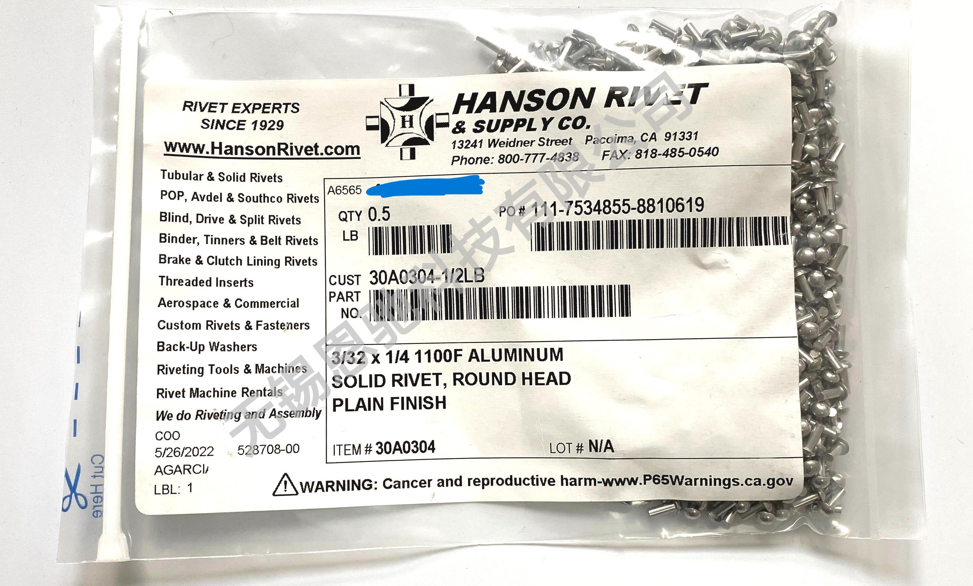 RIVET EXPERTS
SINCE 1929
www.HansonRivet.com
H
HANSON RIVET
& SUPPLY CO.
13241 Weidner Street Pacoima, CA 91331
Phone: 800-777-4838 FAX: 818-485-0540
Tubular & Solid Rivets
POP, Avdel & Southco Rivets
Blind, Drive & Split Rivets
Binder, Tinners & Belt Rivets
Brake & Clutch Lining Rivets
Threaded Inserts
Aerospace & Commercial
Custom Rivets & Fasteners
Back-Up Washers
Riveting Tools & Machines
Rivet Machine Rentals
We do Riveting and Assembly
COO
5/26/2022 528708-00
AGARCI
LBL: 1
A6565
QTY 0.5 PO# 111-7534855-8810619
LB
CUST 30A0304-1/2LB
PART
NO.
3/32 x 1/4 1100F ALUMINUM
SOLID RIVET, ROUND HEAD
PLAIN FINISH
ITEM # 30A0304 LOT # N/A
WARNING: Cancer and reproductive harm-www.P65Warnings.ca.gov
Cut Here
无锡恩驰科技有限公司